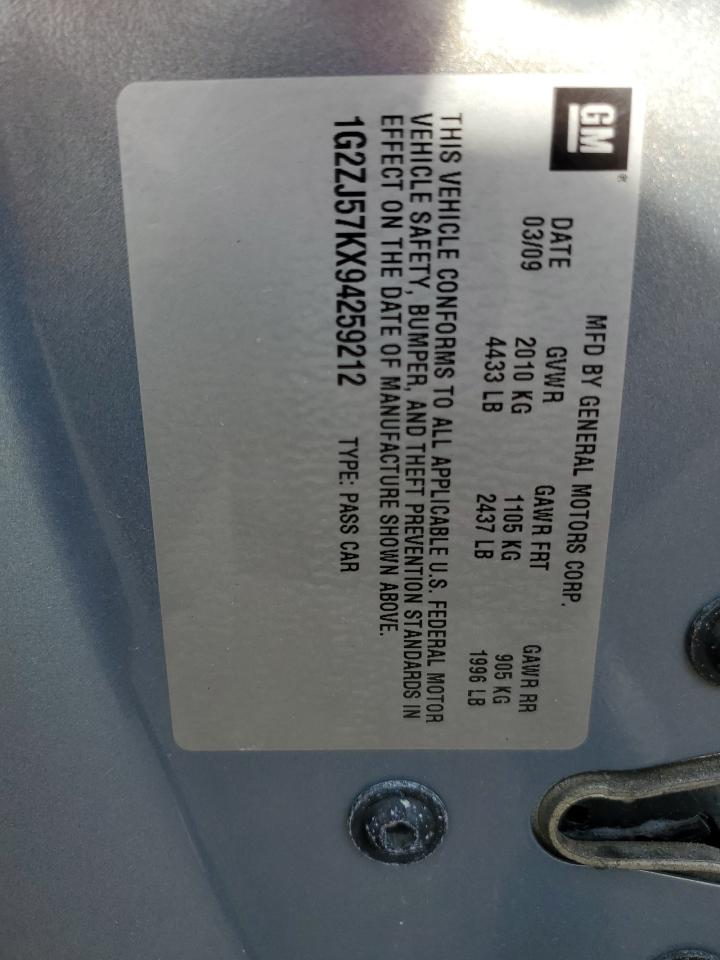 GM®
MFD BY GENERAL MOTORS CORP.
DATE GVWR GAWR FRT GAWR RR
03/09 2010 KG 1105 KG 905 KG
4433 LB 2437 LB 1996 LB
THIS VEHICLE CONFORMS TO ALL APPLICABLE U.S. FEDERAL MOTOR
VEHICLE SAFETY, BUMPER, AND THEFT PREVENTION STANDARDS IN
EFFECT ON THE DATE OF MANUFACTURE SHOWN ABOVE.
1G2ZJ57KX94259212 TYPE: PASS CAR